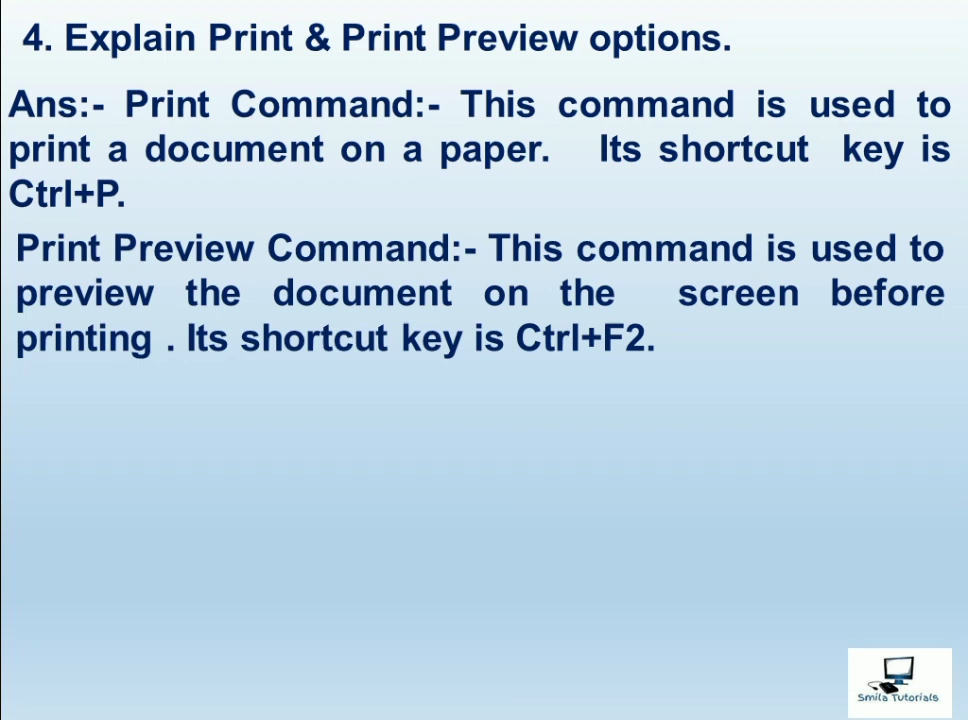 4. Explain Print & Print Preview options.
Ans:- Print Command:- This command is used to
print a document on a paper. Its shortcut key is
Ctrl+P.
Print Preview Command:- This command is used to
preview the document on the screen before
printing . Its shortcut key is Ctrl+F2.
Smila Tutorials